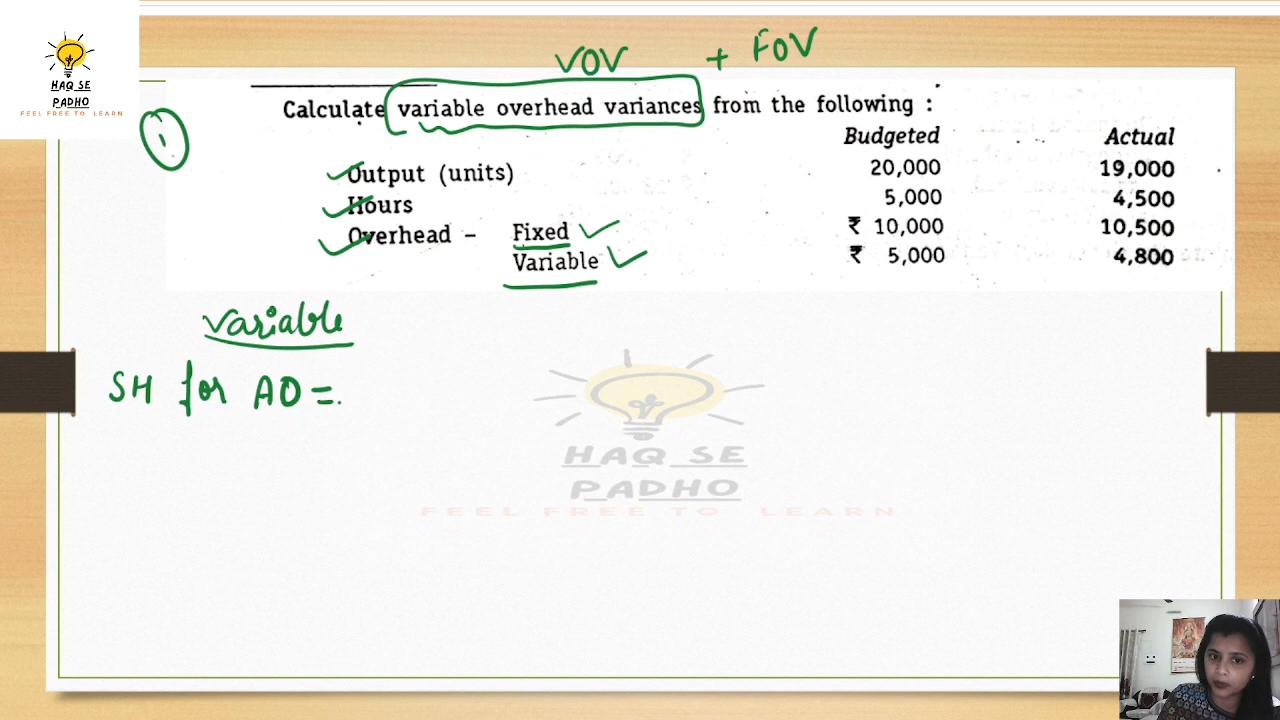 HAQ SE
PADHO
FEEL FREE TO LEARN
VOV + FOV
1
Calculate variable overhead variances from the following :
Budgeted Actual
Output (units) 20,000 19,000
Hours 5,000 4,500
Overhead – Fixed ₹ 10,000 10,500
Variable ₹ 5,000 4,800
Variable
SH for AO =
HAQ SE
PADHO
FEEL FREE TO LEARN